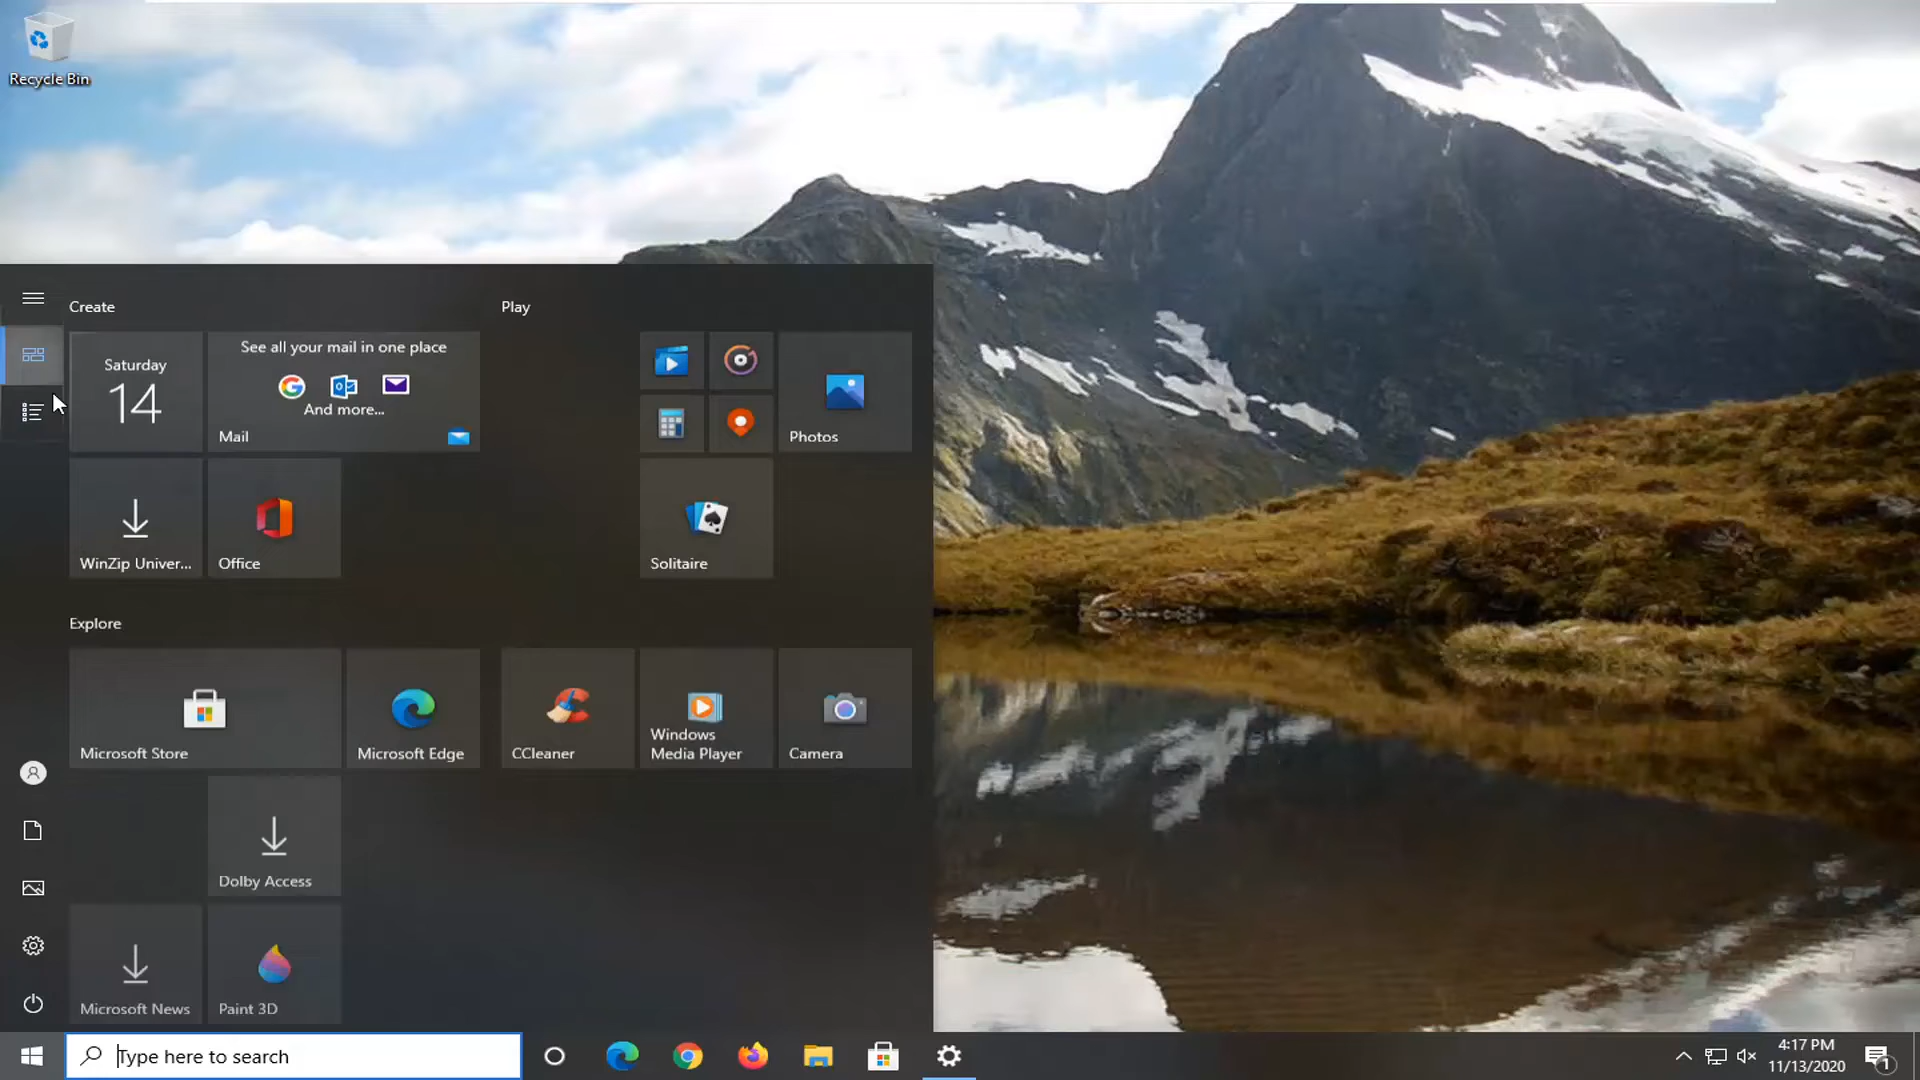 Recycle Bin
Create
Play
Saturday
14
See all your mail in one place
And more...
Mail
Photos
WinZip Univer...
Office
Solitaire
Explore
Microsoft Store
Microsoft Edge
CCleaner
Windows
Media Player
Camera
Dolby Access
Microsoft News
Paint 3D
Type here to search
4:17 PM
11/13/2020
1